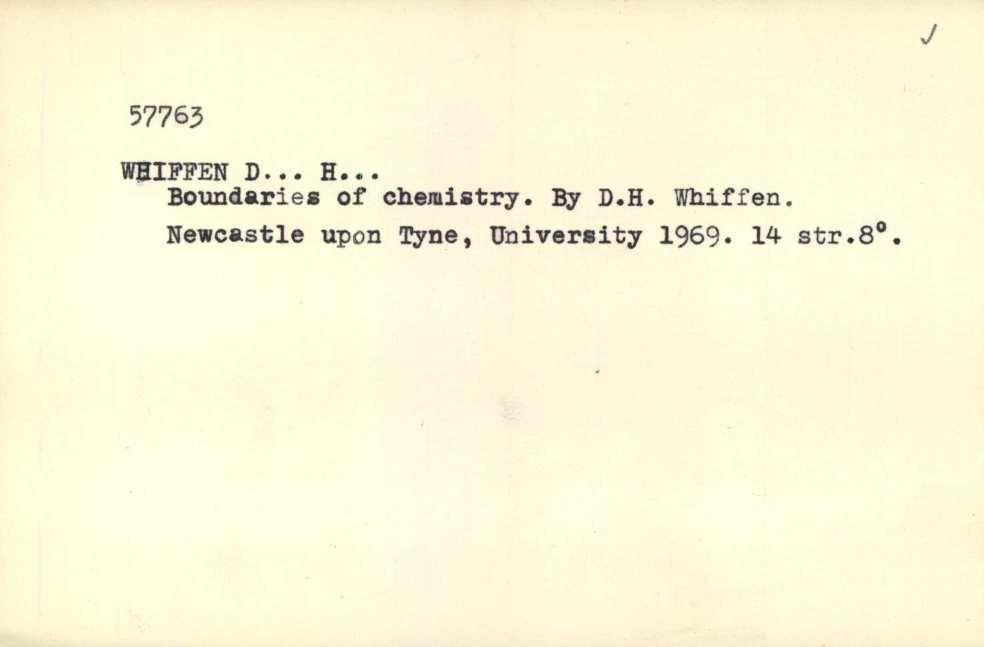 57763
WHIFFEN D... H...
Boundaries of chemistry. By D.H. Whiffen.
Newcastle upon Tyne, University 1969. 14 str.8°.